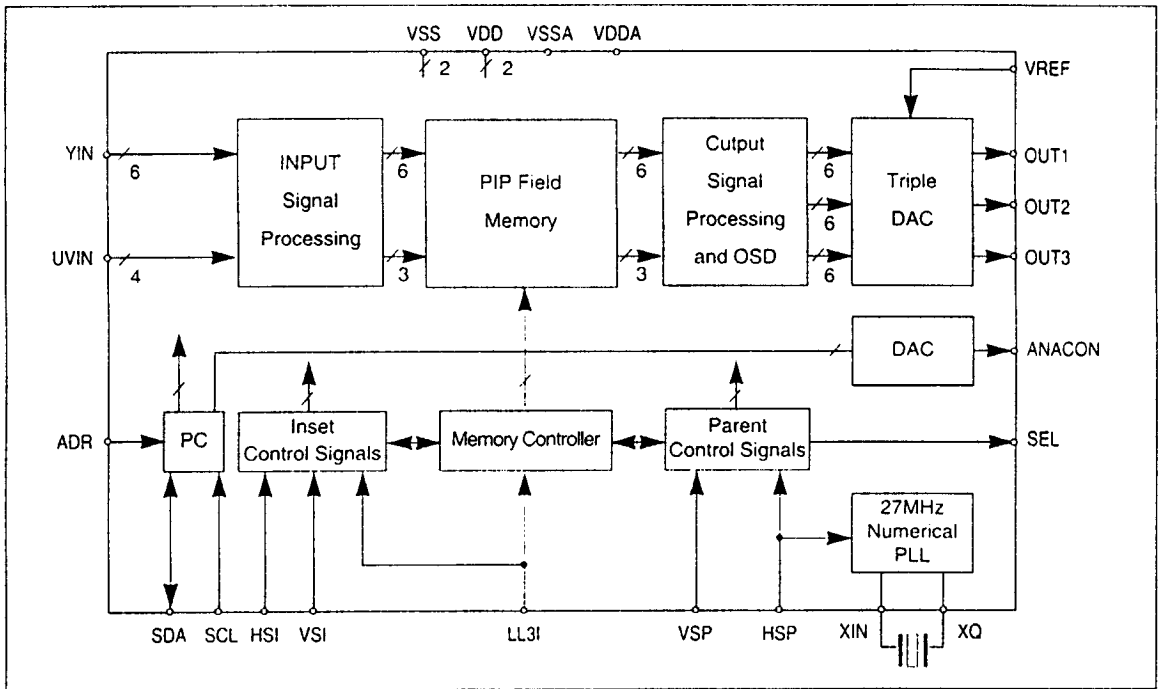 VSS VDD VSSA VDDA
2 2
VREF
YIN
6
UVIN
4
INPUT
Signal
Processing
6
3
PIP Field
Memory
6
3
Cutput
Signal
Processing
and OSD
6
6
6
Triple
DAC
OUT1
OUT2
OUT3
DAC
ANACON
ADR
PC
Inset
Control Signals
Memory Controller
Parent
Control Signals
SEL
27MHz
Numerical
PLL
SDA SCL HSI VSI LL3I VSP HSP XIN XQ